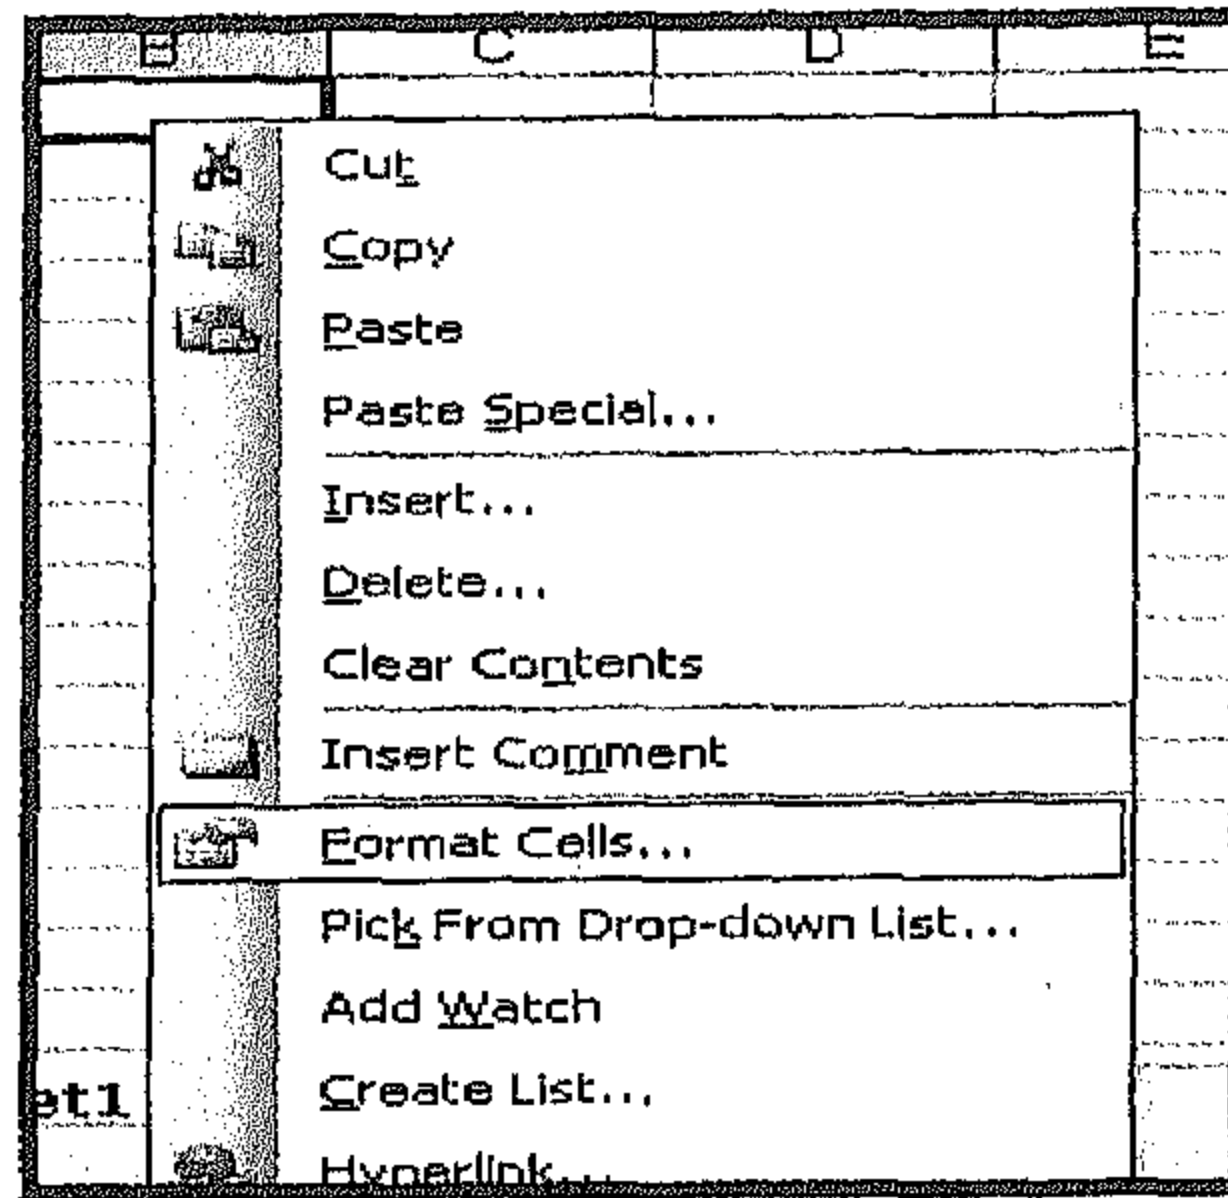 B C D E
Cut
Copy
Paste
Paste Special...
Insert...
Delete...
Clear Contents
Insert Comment
Format Cells...
Pick From Drop-down List...
Add Watch
Create List...
et1
Hyperlink...